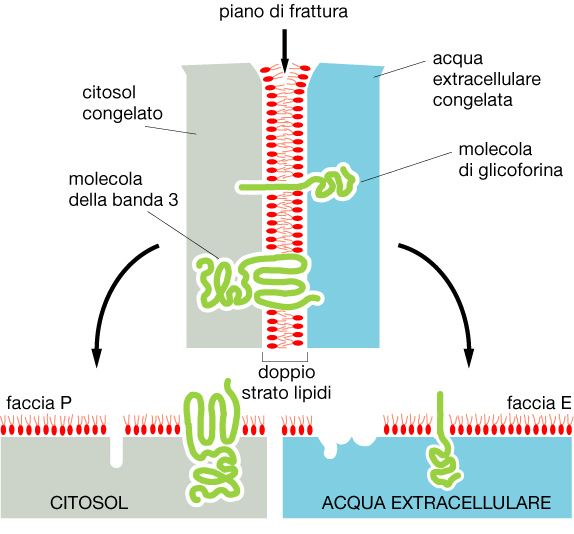 piano di frattura
acqua
extracellulare
congelata
citosol
congelato
molecola
di glicoforina
molecola
della banda 3
doppio
strato lipidi
faccia P
faccia E
CITOSOL
ACQUA EXTRACELLULARE